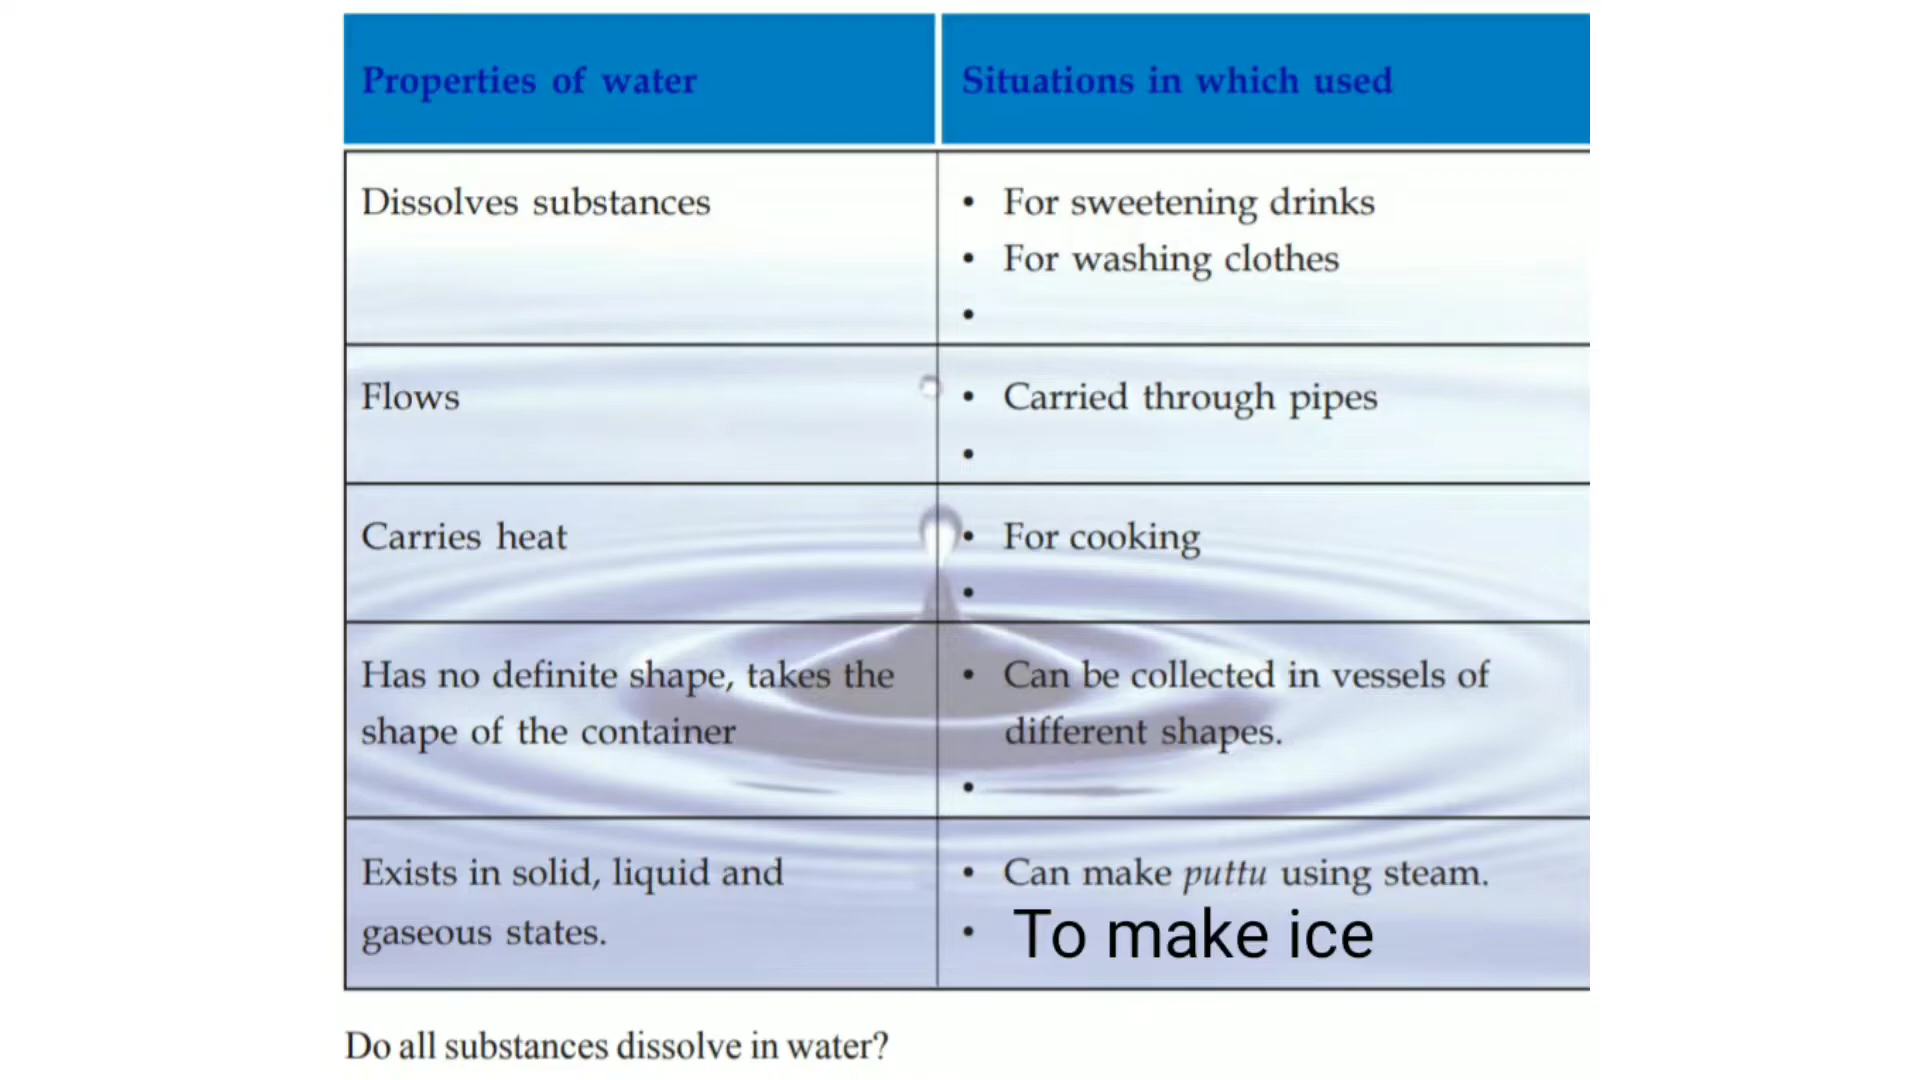 Properties of water
Situations in which used
Dissolves substances
• For sweetening drinks
• For washing clothes
•
Flows
• Carried through pipes
•
Carries heat
• For cooking
•
Has no definite shape, takes the
shape of the container
• Can be collected in vessels of
different shapes.
•
Exists in solid, liquid and
gaseous states.
• Can make puttu using steam.
• To make ice
Do all substances dissolve in water?